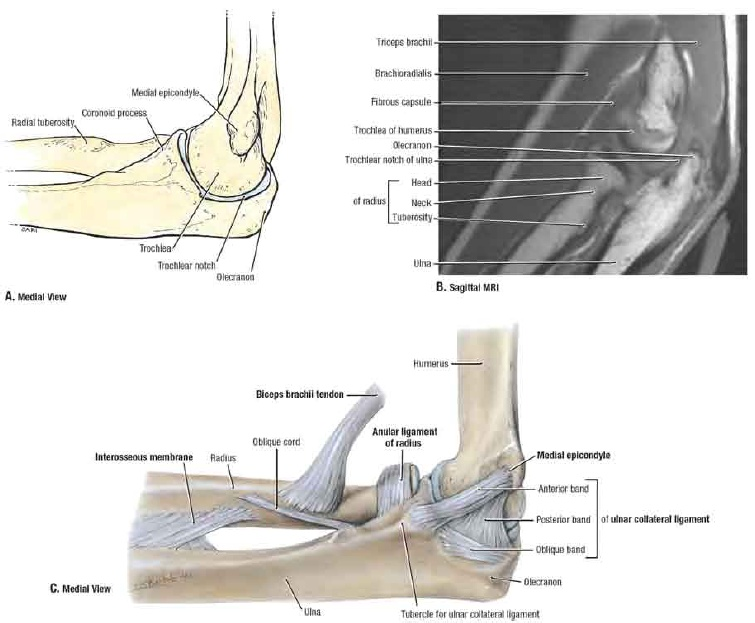 Medial epicondyle
Coronoid process
Radial tuberosity
Trochlea
Trochlear notch
Olecranon
A. Medial View
Triceps brachii
Brachioradialis
Fibrous capsule
Trochlea of humerus
Olecranon
Trochlear notch of ulna
Head
of radius
Neck
Tuberosity
Ulna
B. Sagittal MRI
Humerus
Biceps brachii tendon
Anular ligament
of radius
Oblique cord
Interosseous membrane
Radius
Medial epicondyle
Anterior band
Posterior band
of ulnar collateral ligament
Oblique band
Olecranon
C. Medial View
Ulna
Tubercle for ulnar collateral ligament